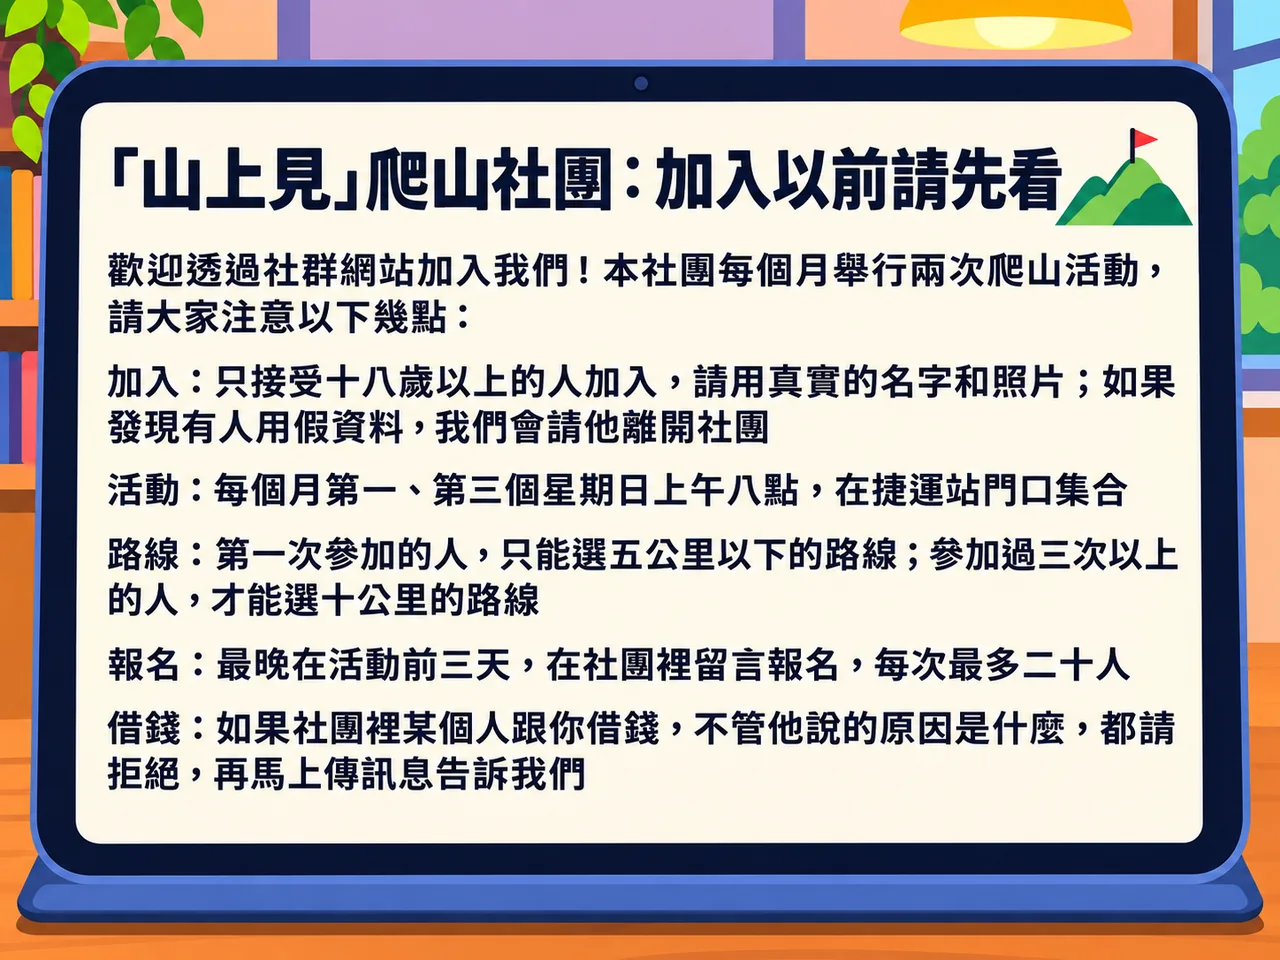 「山上見」爬山社團：加入以前請先看
歡迎透過社群網站加入我們！本社團每個月舉行兩次爬山活動，
請大家注意以下幾點：
加入：只接受十八歲以上的人加入，請用真實的名字和照片；如果
發現有人用假資料，我們會請他離開社團
活動：每個月第一、第三個星期日上午八點，在捷運站門口集合
路線：第一次參加的人，只能選五公里以下的路線；參加過三次以上
的人，才能選十公里的路線
報名：最晚在活動前三天，在社團裡留言報名，每次最多二十人
借錢：如果社團裡某個人跟你借錢，不管他說的原因是什麼，都請
拒絕，再馬上傳訊息告訴我們